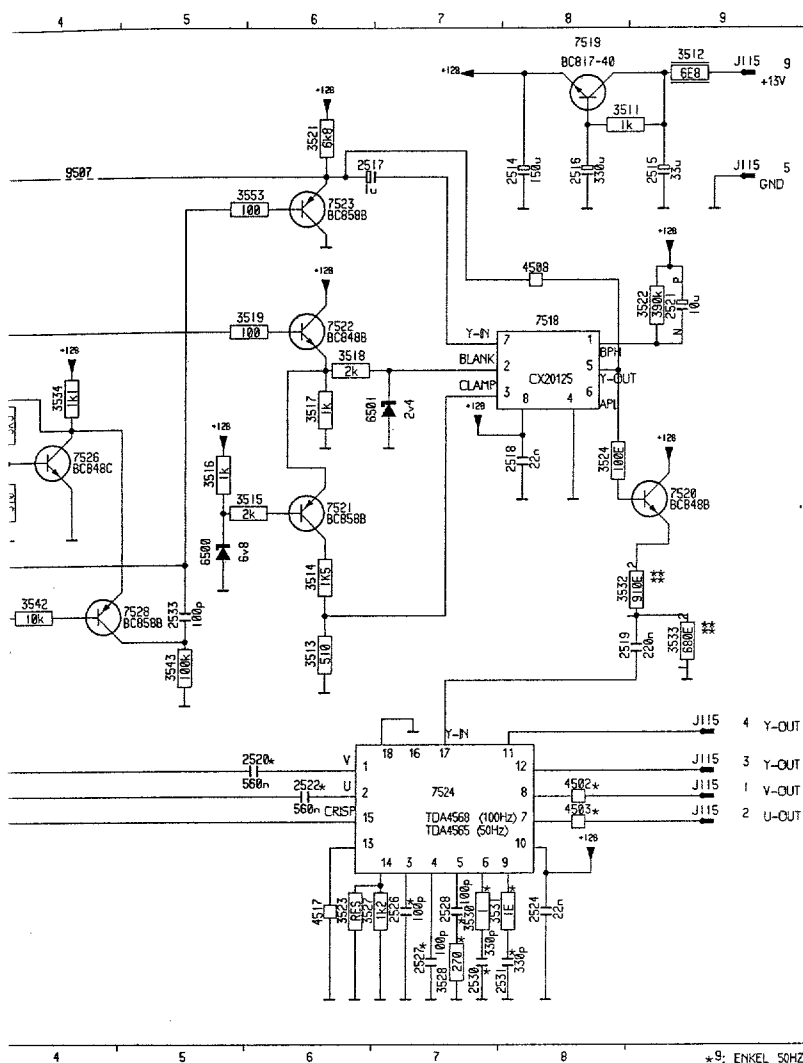 4 5 6 7 8 9
7519
BC817-40
3512
6E8
J115 9
+13V
+12B
3511
1k
+12B
3521
6k8
2514
150u
2516
330u
2515
33u
J115 5
GND
9507
2517
1u
3553
100
7523
BC858B
+12B
4508
3522
390k
P
2521
10u
N
+12B
3519
100
7522
BC848B
7518
Y-IN 7
1 BPH
BLANK 2
5 Y-OUT
CLAMP 3
6 APL
CX20125
8 4
3518
2k
3517
1k
6501
2v4
+12B
3534
1k1
+12B
2518
22n
3524
100E
+12B
7526
BC848C
+12B
3516
1k
3515
2k
7521
BC858B
7520
BC848B
6500
6v8
3514
1K5
3532
910E
2
**
**
3542
10k
7528
BC858B
2533
100p
3543
100k
3513
510
2519
220n
3533
680E
2
1
**
**
Y-IN
18 16 17 11
J115 4 Y-OUT
2520*
560n
V
1
12
J115 3 Y-OUT
2522*
560n
U
2
7524
8
4502*
J115 1 V-OUT
CRISP
15
TDA4568 (100Hz)
TDA4565 (50Hz)
7
4503*
J115 2 U-OUT
13
10
+12B
14 3 4 5 6 9
4517
3523
RES
3527
1k2
2526
*
100p
2527*
100p
2528
100p
*
3528
270
*
3530
1
*
2530
330p
*
3531
1E
*
2531
330p
*
2524
22n
4 5 6 7 8
*9: ENKEL 50HZ